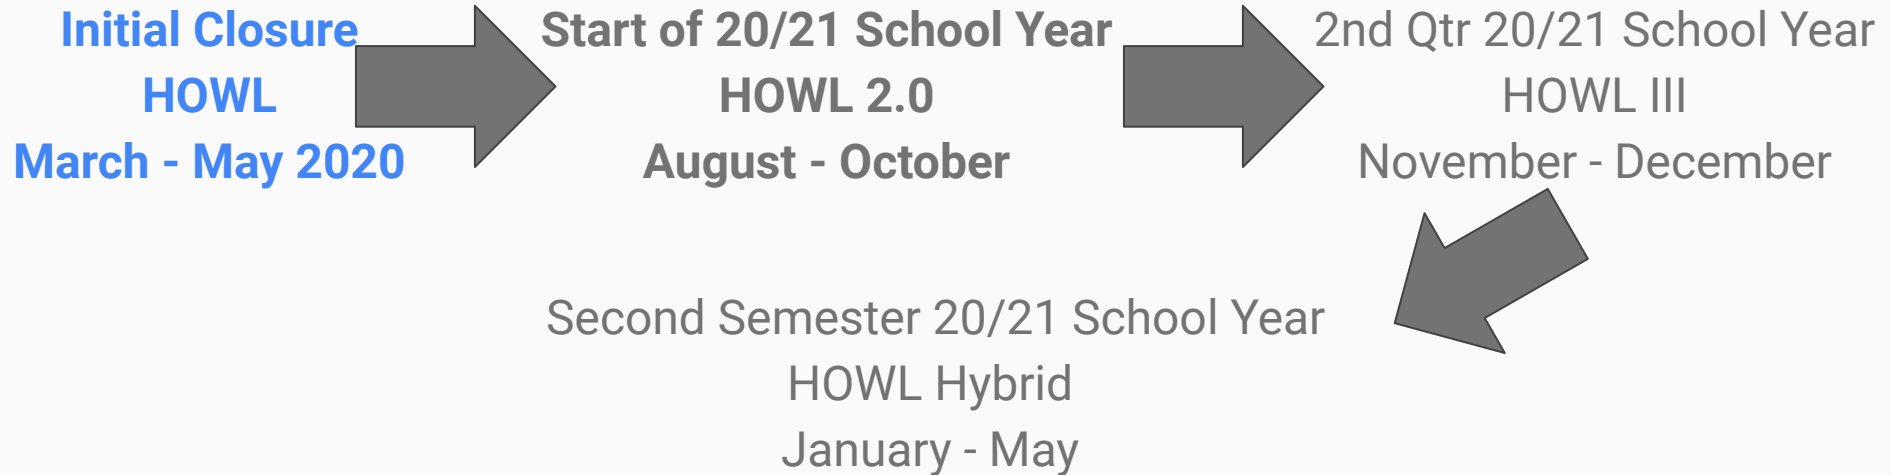 Initial Closure
HOWL
March - May 2020
Start of 20/21 School Year
HOWL 2.0
August - October
2nd Qtr 20/21 School Year
HOWL III
November - December
Second Semester 20/21 School Year
HOWL Hybrid
January - May